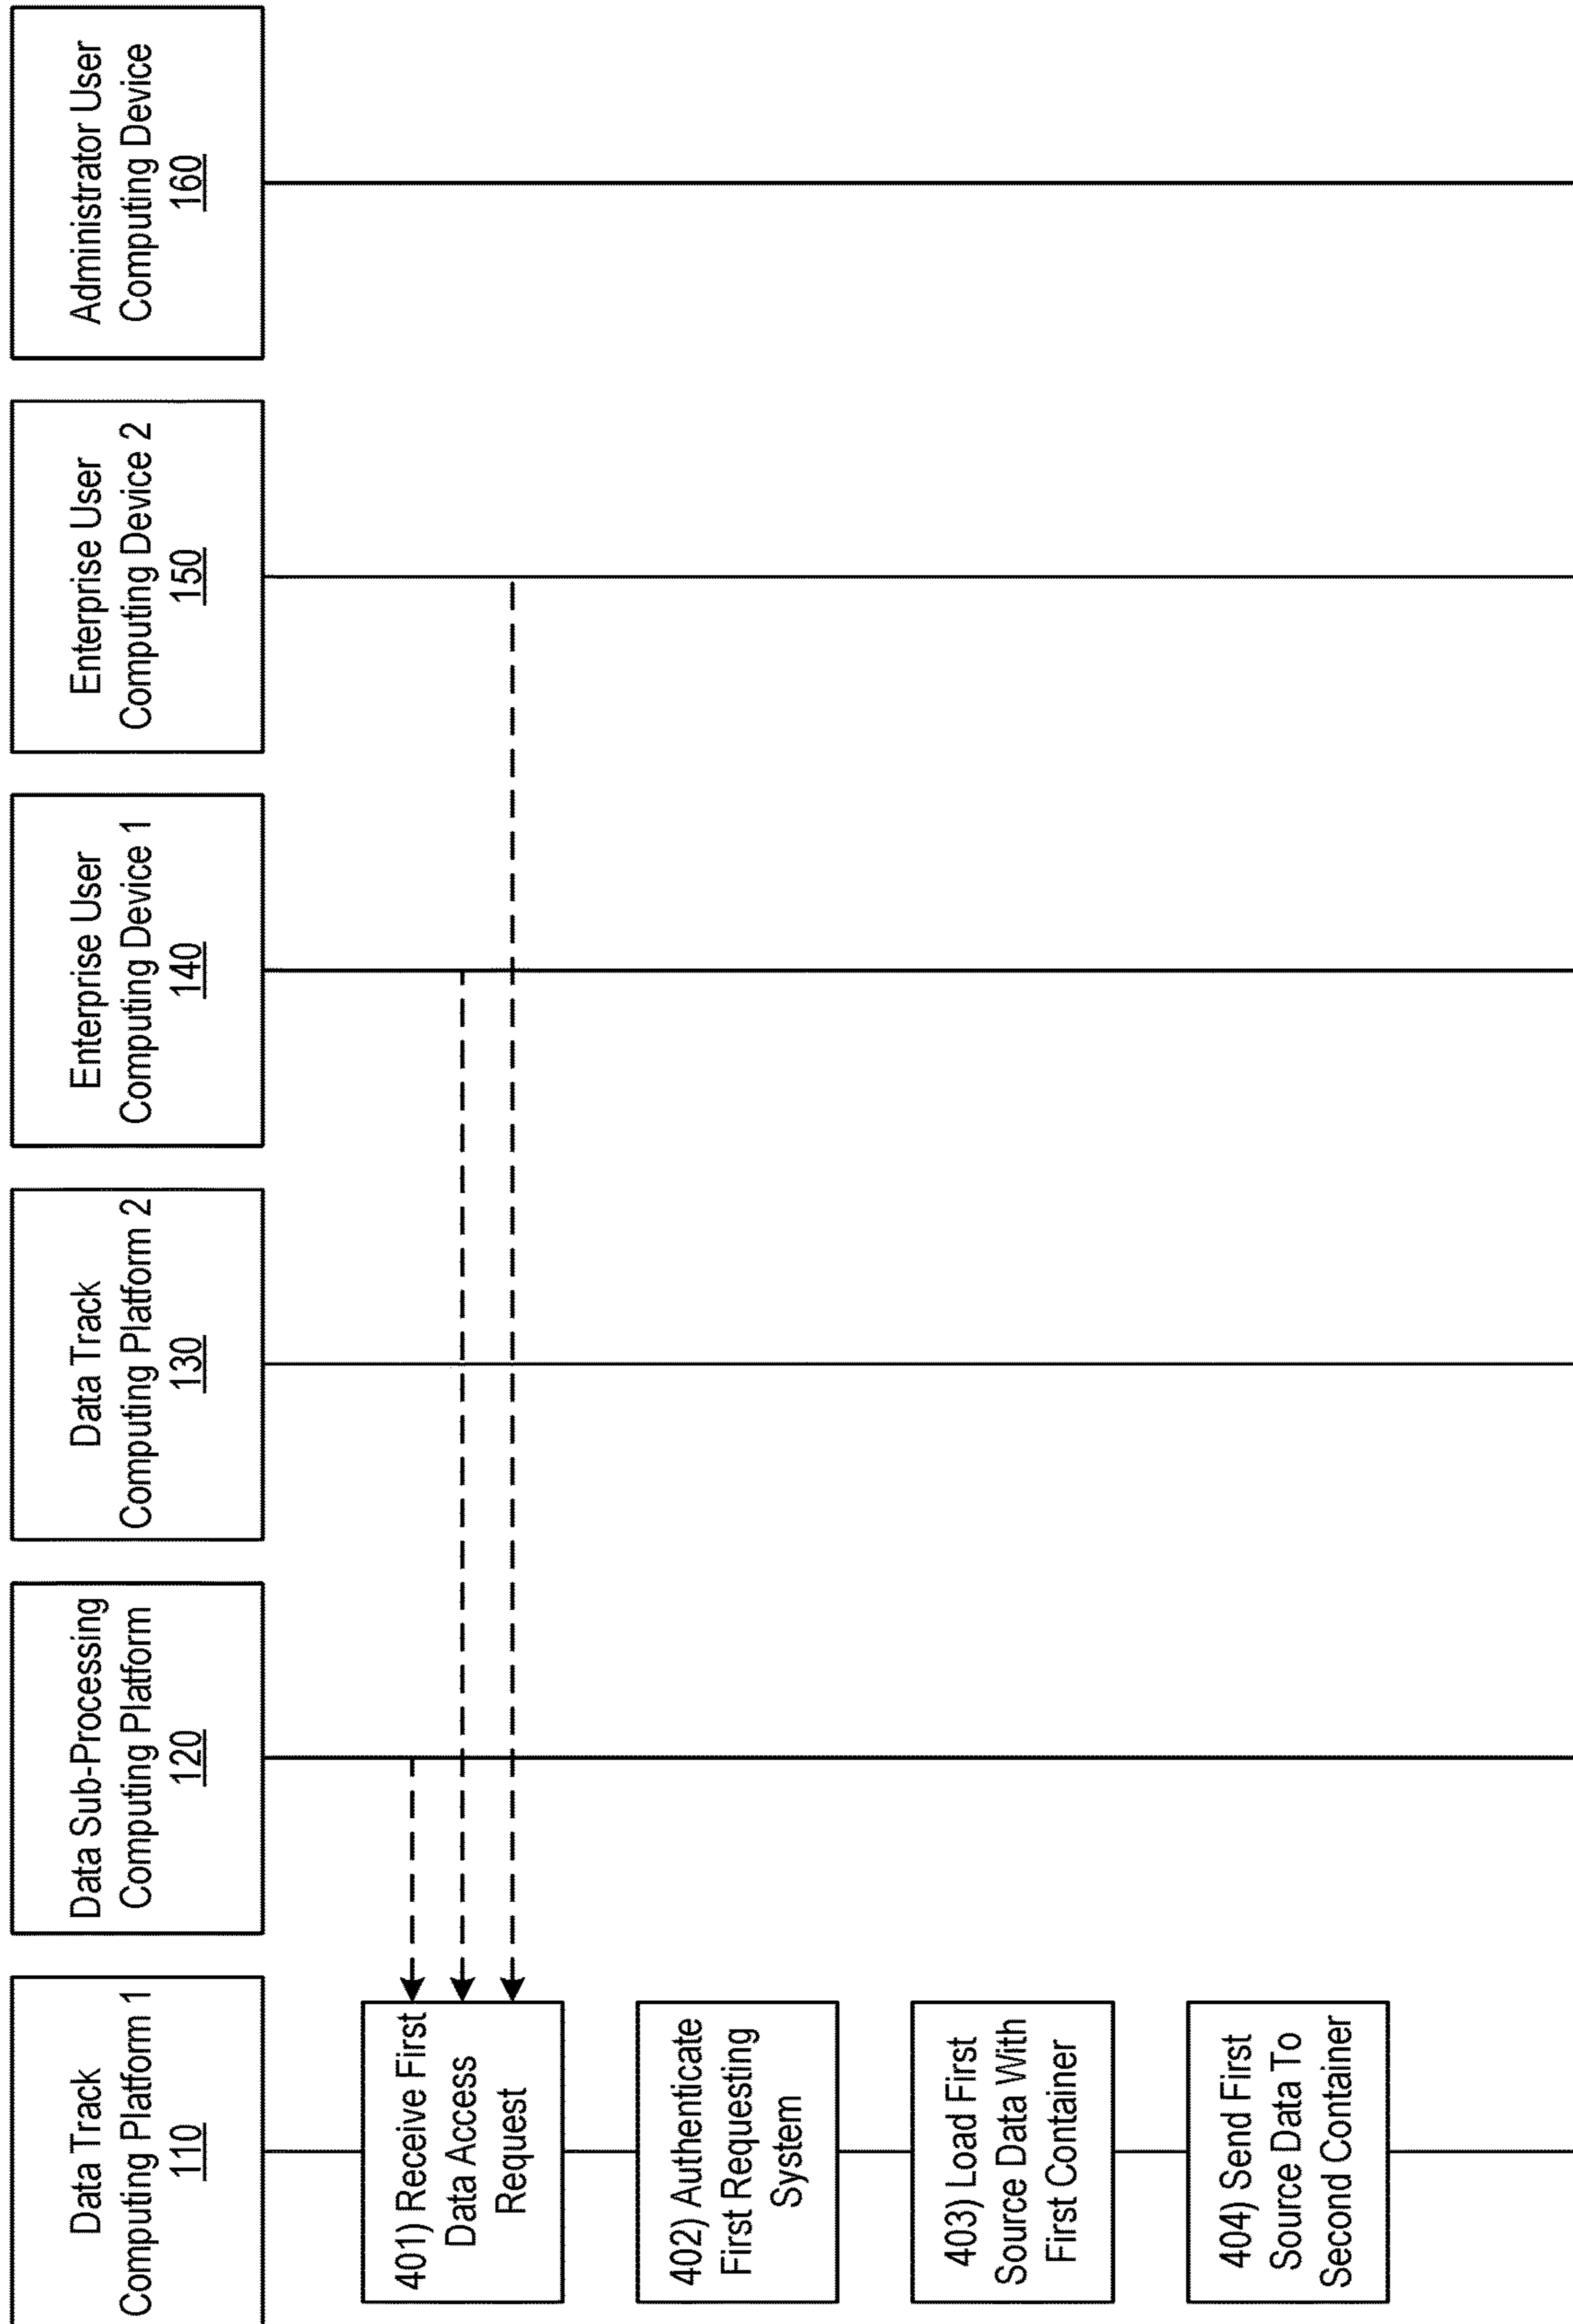 Data Track
Computing Platform 1
110
Data Sub-Processing
Computing Platform
120
Data Track
Computing Platform 2
130
Enterprise User
Computing Device 1
140
Enterprise User
Computing Device 2
150
Administrator User
Computing Device
160
401) Receive First
Data Access
Request
402) Authenticate
First Requesting
System
403) Load First
Source Data With
First Container
404) Send First
Source Data To
Second Container